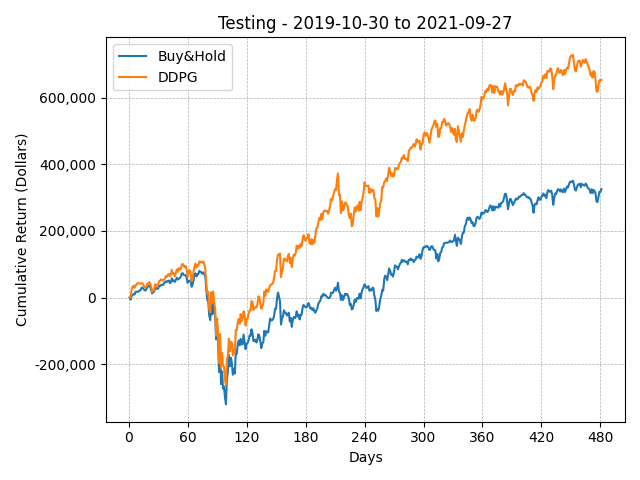 Testing - 2019-10-30 to 2021-09-27
Buy&Hold
DDPG
Cumulative Return (Dollars)
600,000
400,000
200,000
0
-200,000
0 60 120 180 240 300 360 420 480
Days